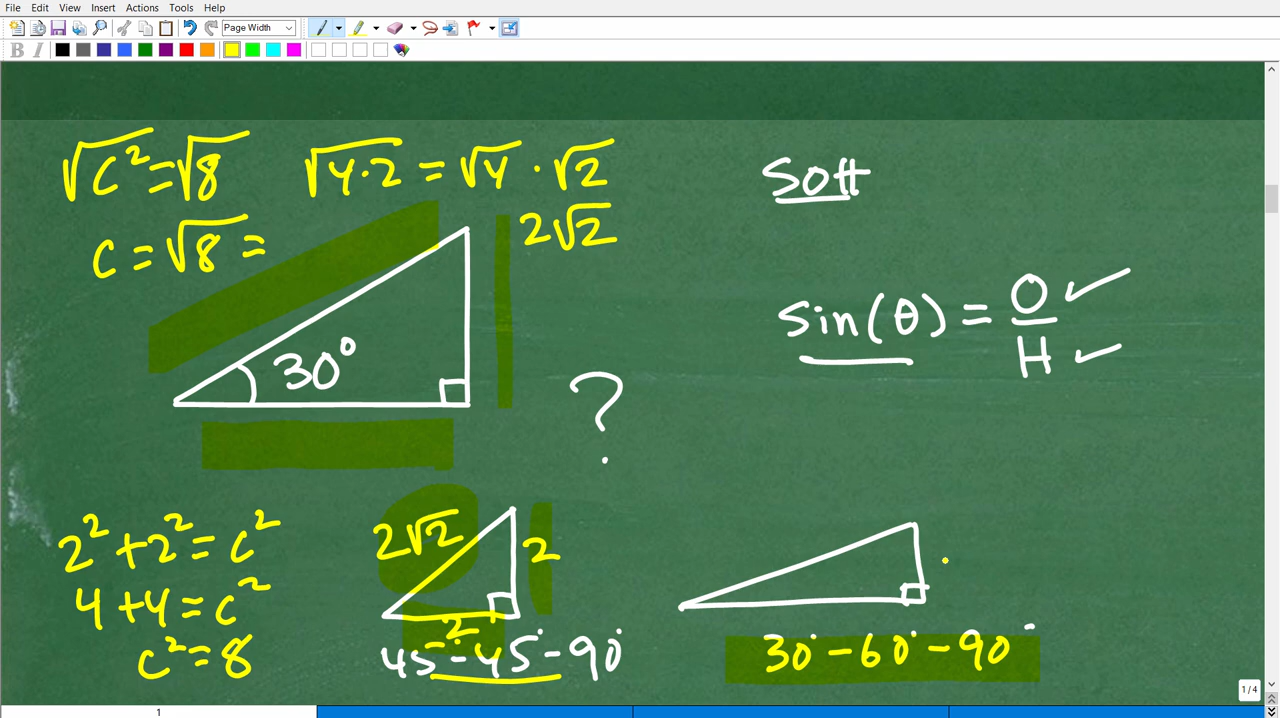 File Edit View Insert Actions Tools Help
Page Width
B I
√C² = √8
√4·2 = √4 · √2
SOH
2√2
C = √8 =
sin(θ) = O/H
30°
?
2² + 2² = c²
2√2
2
4 + 4 = c²
2
c² = 8
45°-45°-90°
30°-60°-90°
1/4
1